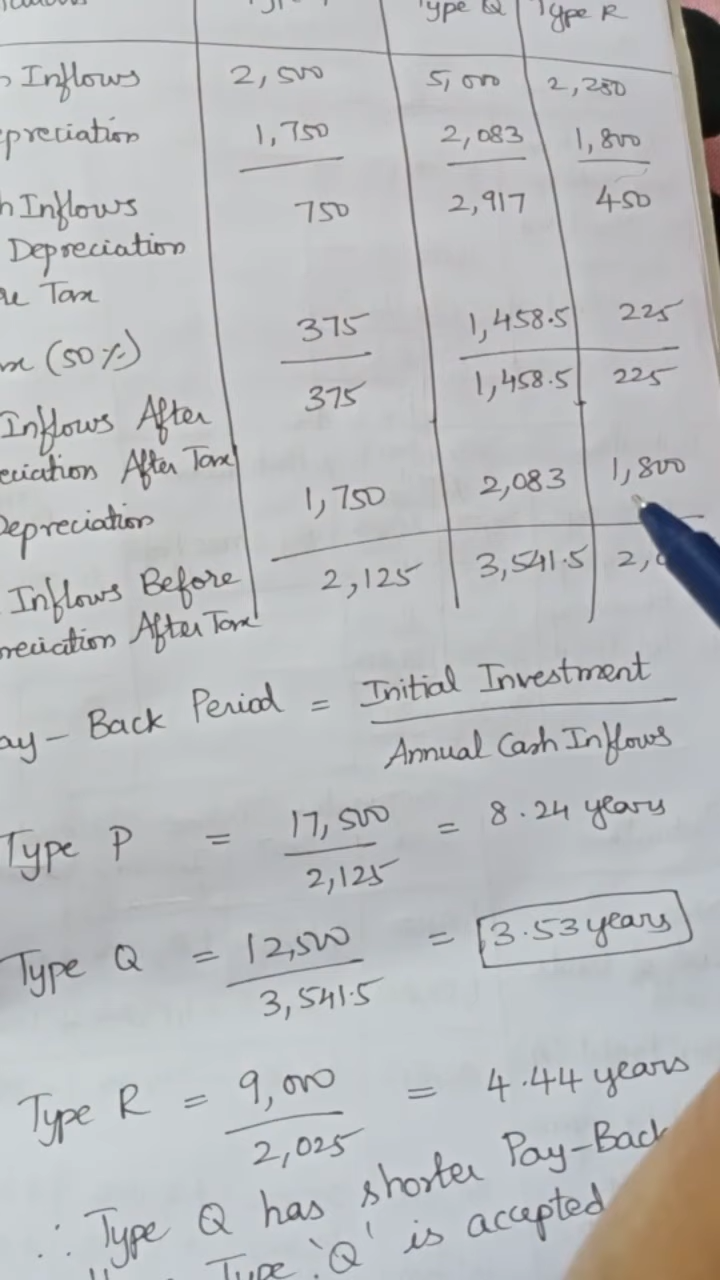 Type Q Type R
Inflows 2,500 5,000 2,250
preciation 1,750 2,083 1,800
h Inflows 750 2,917 450
Depreciation
re Tax
ax (50%) 375 1,458.5 225
Inflows After 375 1,458.5 225
eciation After Tax
Depreciation 1,750 2,083 1,800
Inflows Before 2,125 3,541.5 2,0
reciation After Tax
ay-Back Period = Initial Investment
Annual Cash Inflows
Type P = 17,500 = 8.24 years
2,125
Type Q = 12,500 = 3.53 years
3,541.5
Type R = 9,000 = 4.44 years
2,025
∴ Type Q has shorter Pay-Back
Type 'Q' is accepted